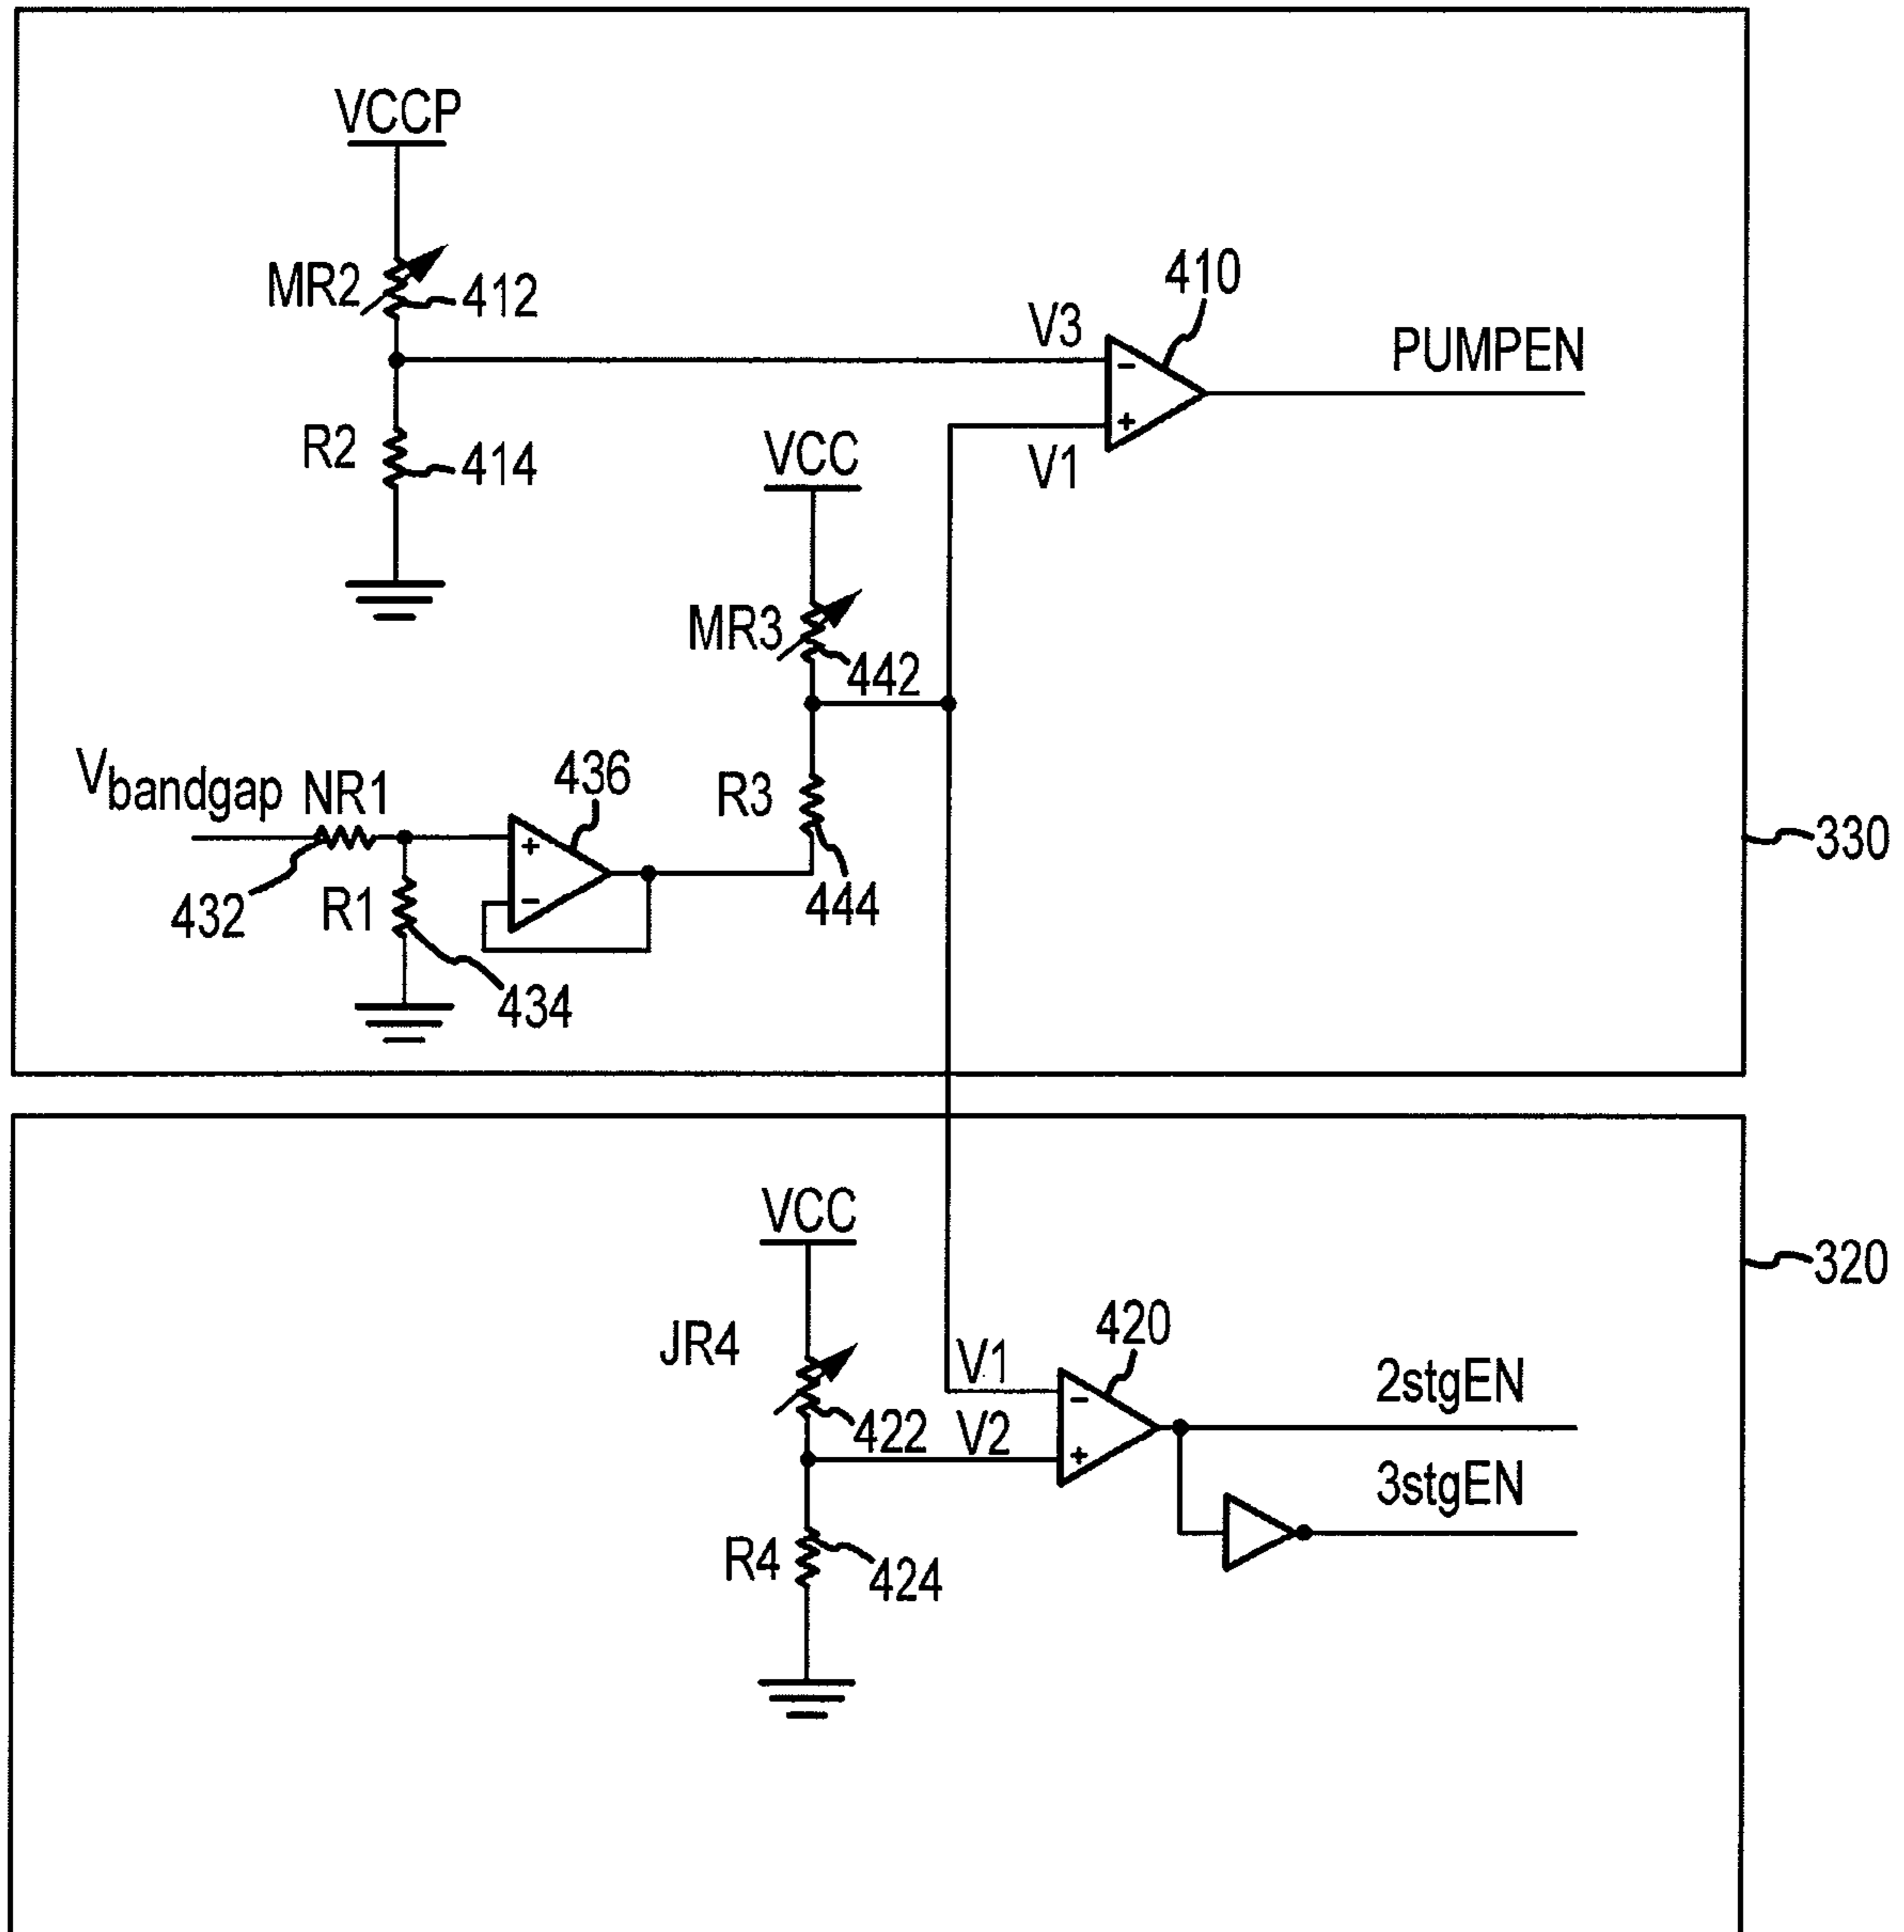 VCCP
MR2
412
410
V3
PUMPEN
R2
414
VCC
V1
MR3
442
Vbandgap NR1
436
R3
330
432
R1
444
434
VCC
320
JR4
V1
420
2stgEN
422
V2
3stgEN
R4
424